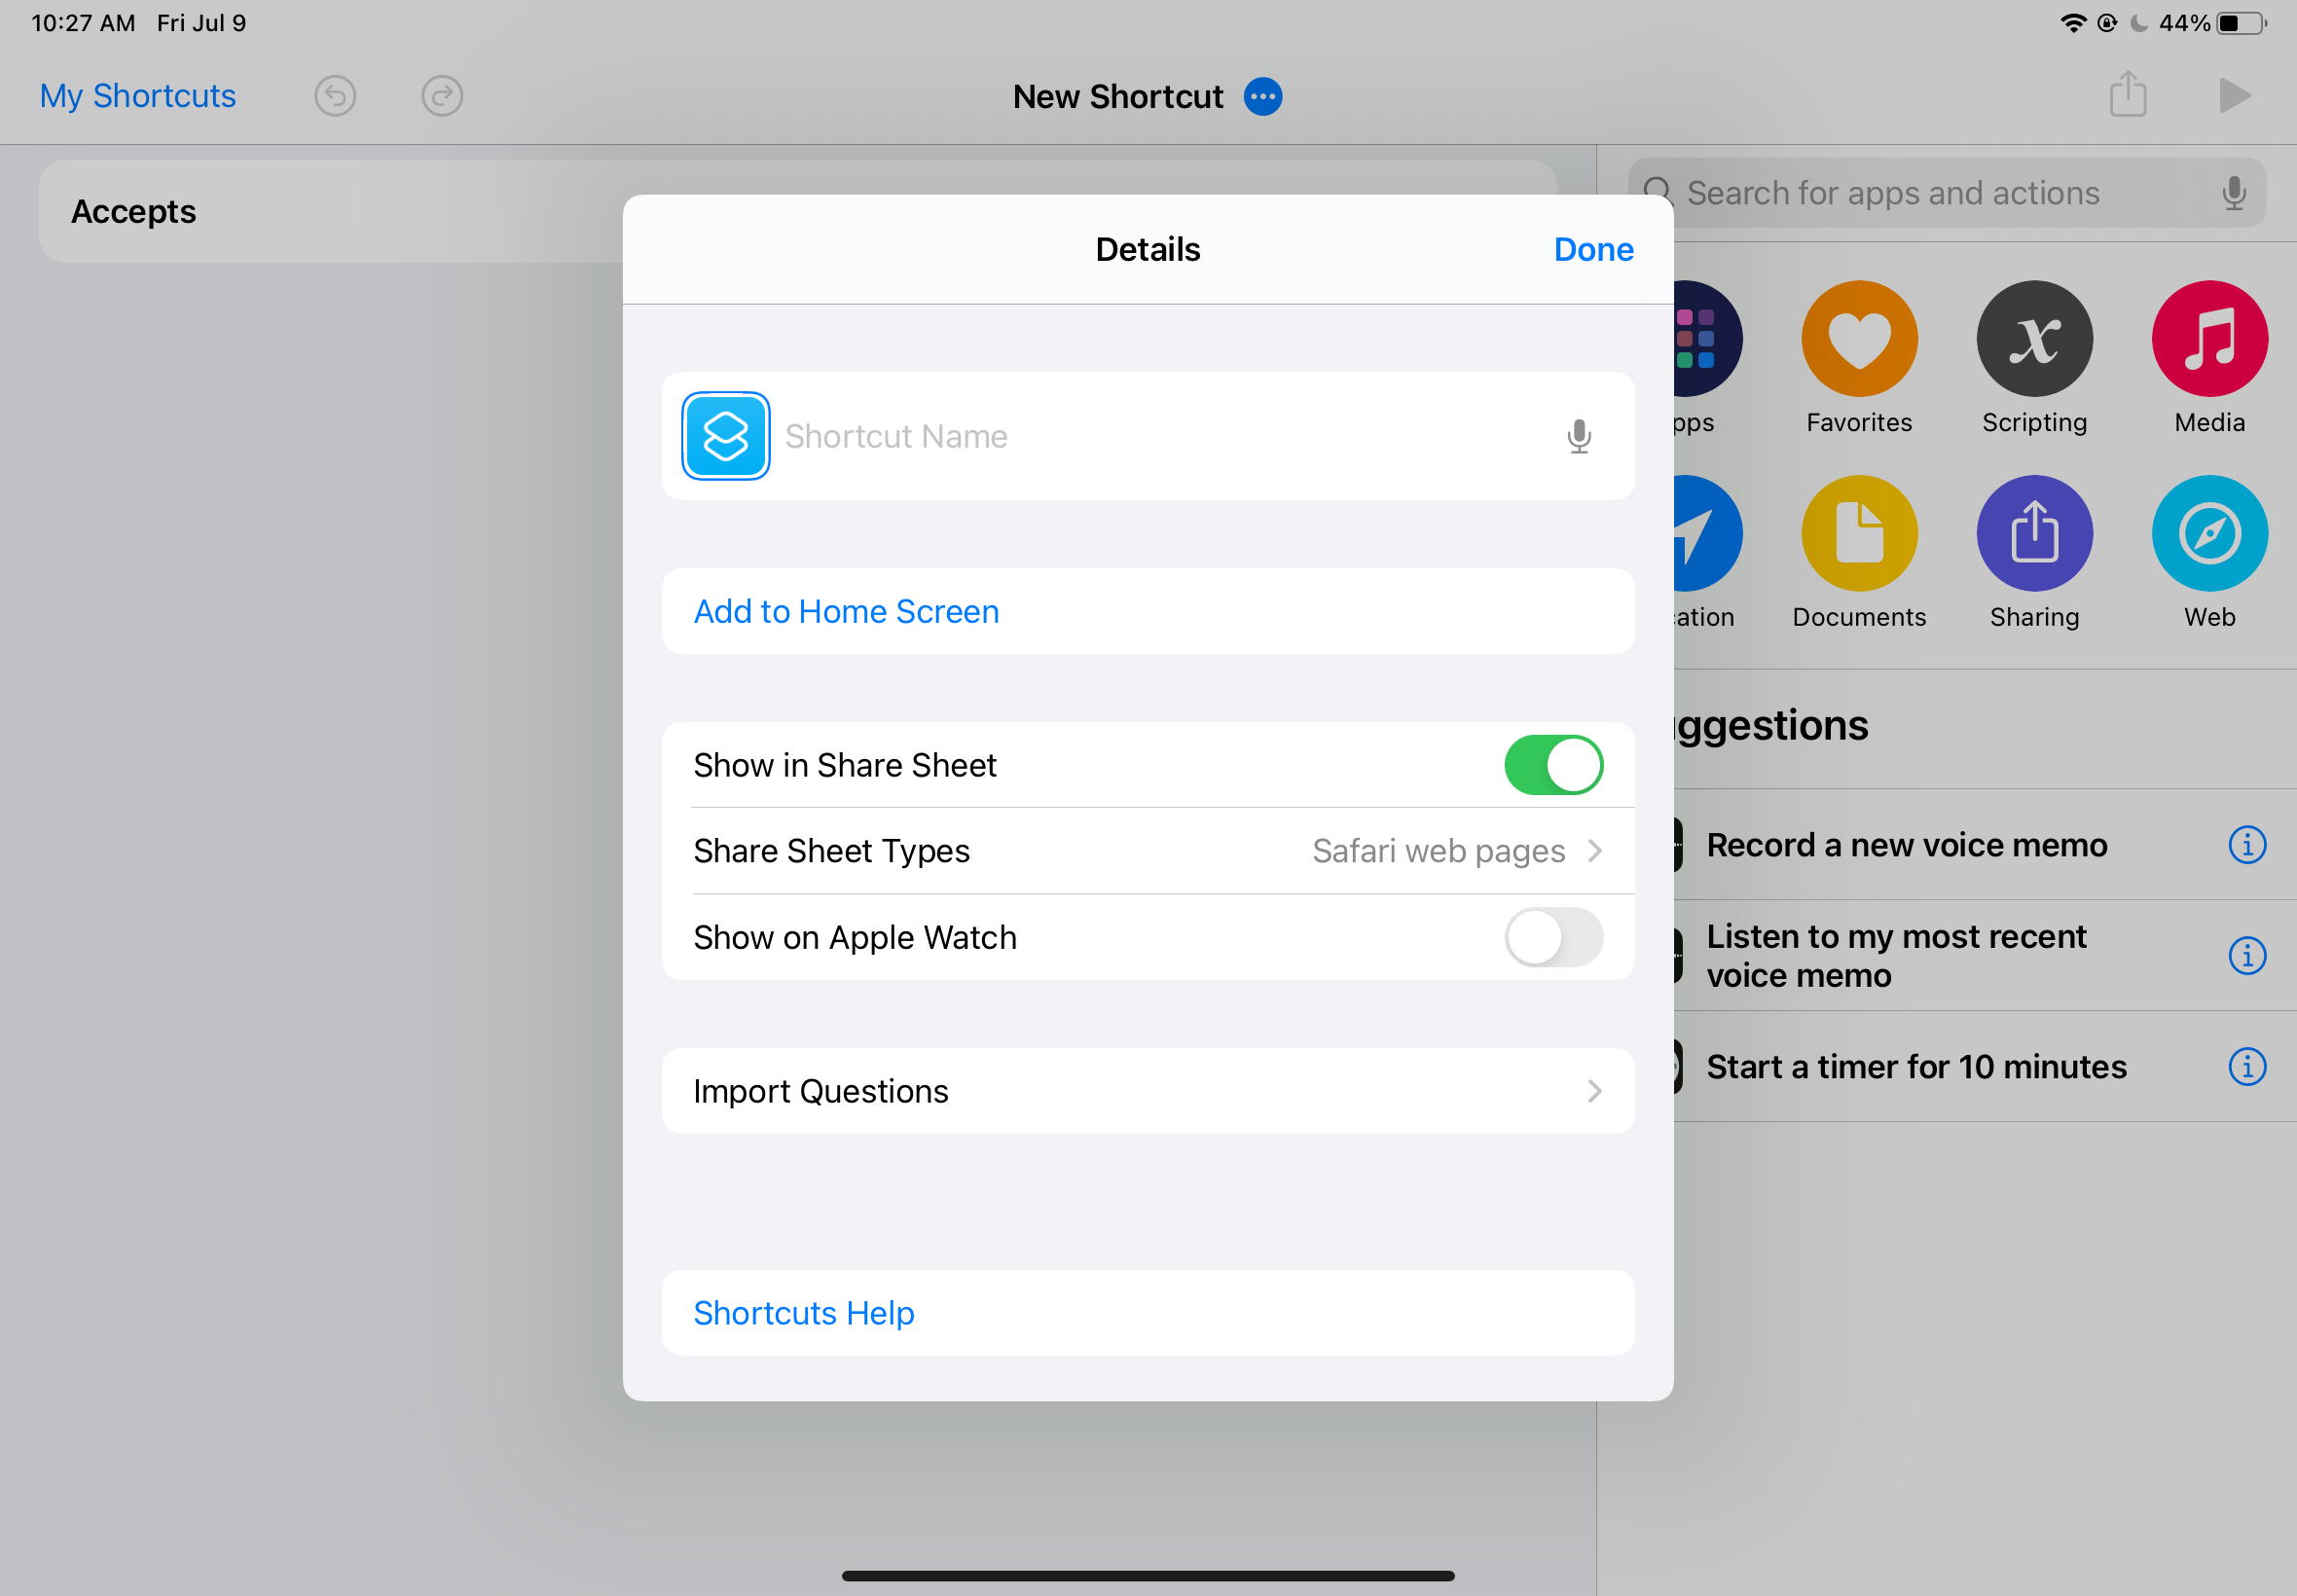 10:27 AM Fri Jul 9
44%
My Shortcuts
New Shortcut
Accepts
Search for apps and actions
Details
Done
pps
Favorites
Scripting
Media
Shortcut Name
ation
Documents
Sharing
Web
Add to Home Screen
ggestions
Show in Share Sheet
Share Sheet Types
Safari web pages
Show on Apple Watch
Record a new voice memo
Listen to my most recent
voice memo
Start a timer for 10 minutes
Import Questions
Shortcuts Help